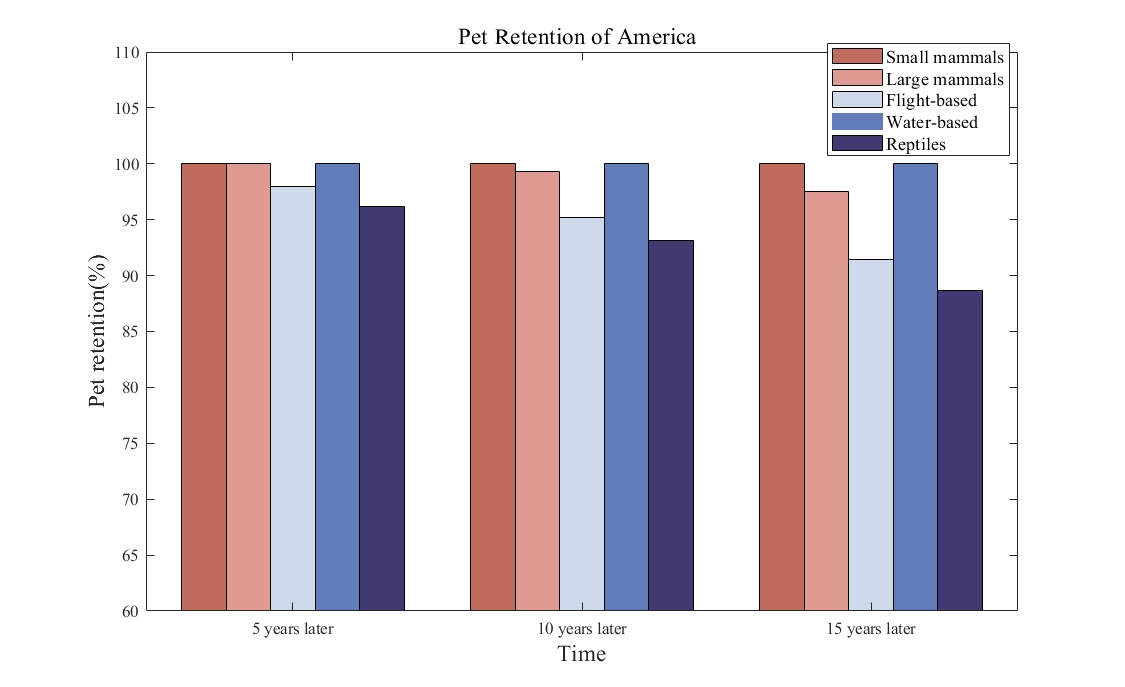 Pet Retention of America
Small mammals
Large mammals
Flight-based
Water-based
Reptiles
110
105
100
95
90
85
80
75
70
65
60
Pet retention(%)
5 years later
10 years later
15 years later
Time